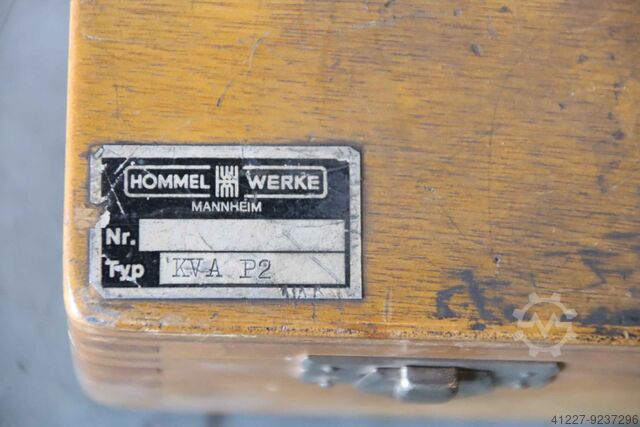 HOMMEL WERKE
MANNHEIM
Nr.
Typ KVA P2
41227-9237296